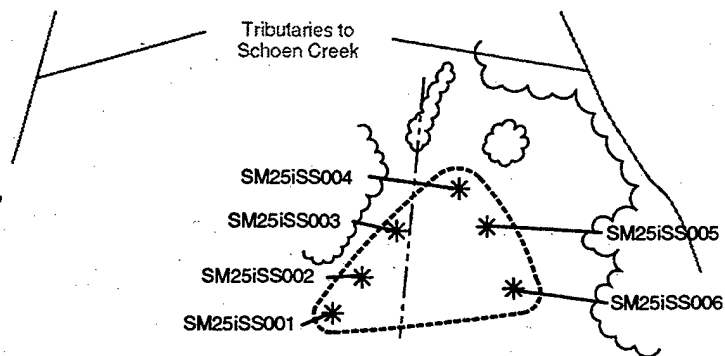 Tributaries to
Schoen Creek
SM25iSS004
SM25iSS003
SM25iSS005
SM25iSS002
SM25iSS006
SM25iSS001